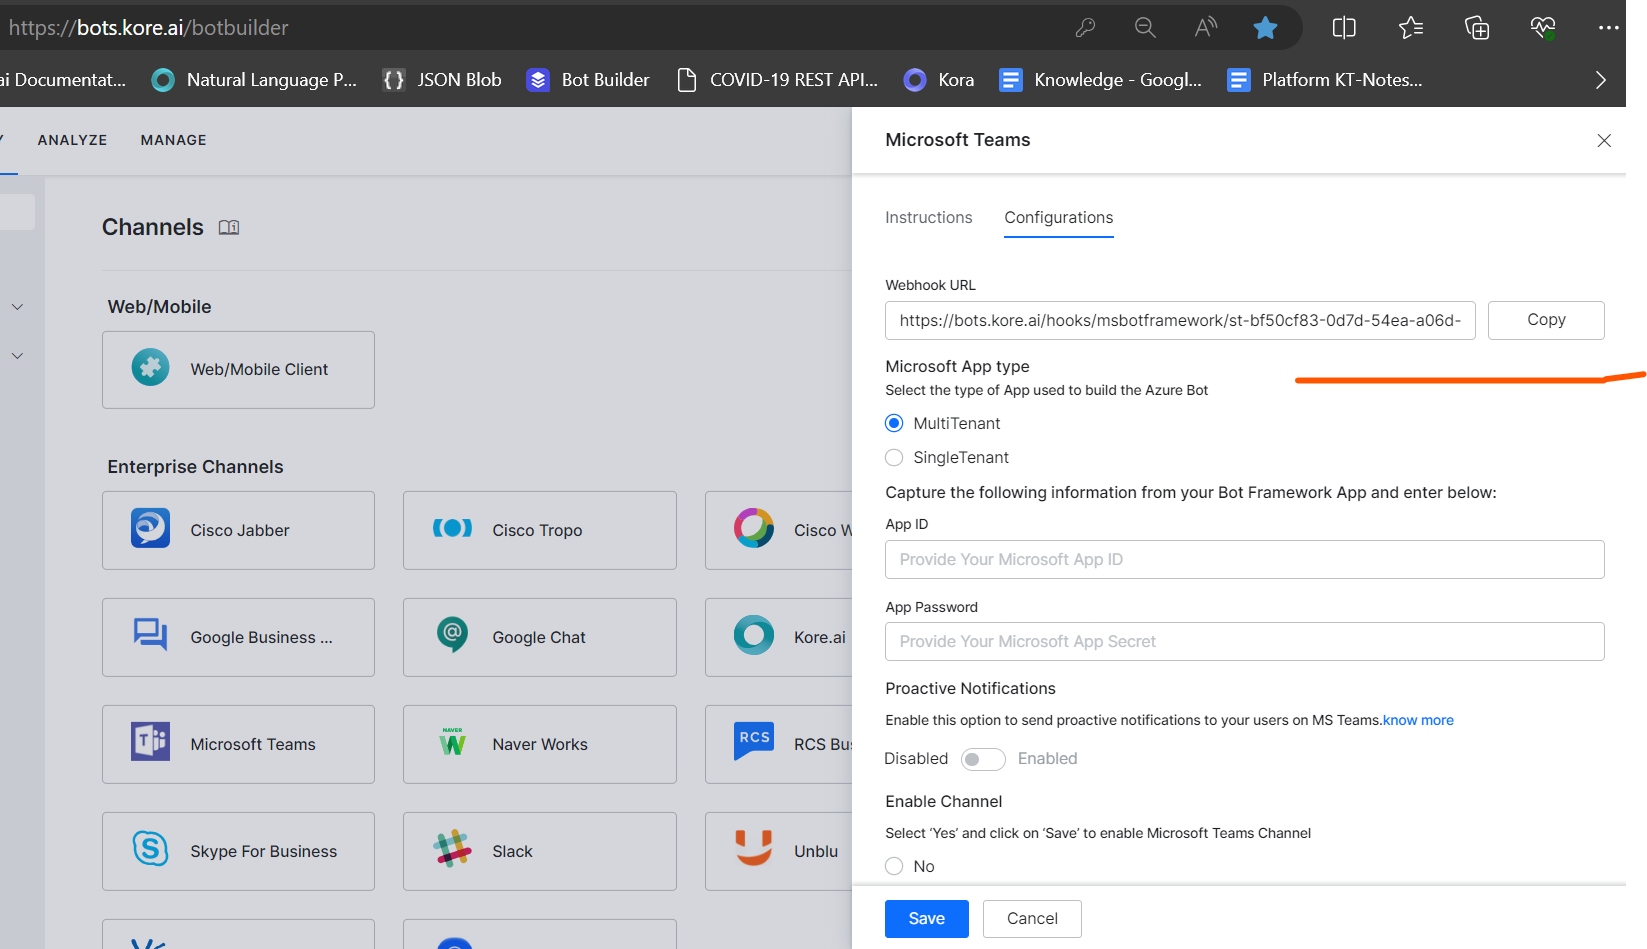 https://bots.kore.ai/botbuilder
ai Documentat...
Natural Language P...
{ } JSON Blob
Bot Builder
COVID-19 REST API...
Kora
Knowledge - Googl...
Platform KT-Notes...
ANALYZE
MANAGE
Channels
Web/Mobile
Web/Mobile Client
Enterprise Channels
Cisco Jabber
Cisco Tropo
Cisco W
Google Business ...
Google Chat
Kore.ai
Microsoft Teams
NAVER
W
Naver Works
RCS
RCS Bu
Skype For Business
Slack
Unblu
Microsoft Teams
Instructions
Configurations
Webhook URL
https://bots.kore.ai/hooks/msbotframework/st-bf50cf83-0d7d-54ea-a06d-
Copy
Microsoft App type
Select the type of App used to build the Azure Bot
MultiTenant
SingleTenant
Capture the following information from your Bot Framework App and enter below:
App ID
Provide Your Microsoft App ID
App Password
Provide Your Microsoft App Secret
Proactive Notifications
Enable this option to send proactive notifications to your users on MS Teams.know more
Disabled
Enabled
Enable Channel
Select ‘Yes’ and click on ‘Save’ to enable Microsoft Teams Channel
No
Save
Cancel